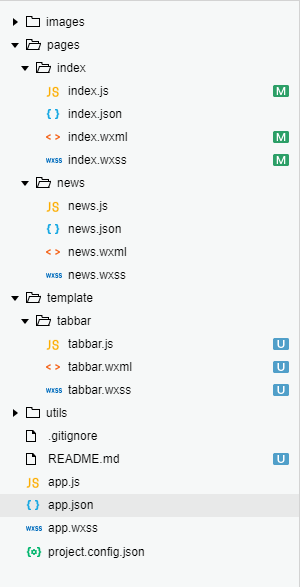 images
pages
index
JS index.js M
{ } index.json
< > index.wxml M
wxss index.wxss M
news
JS news.js
{ } news.json
< > news.wxml
wxss news.wxss
template
tabbar
JS tabbar.js U
< > tabbar.wxml U
wxss tabbar.wxss U
utils
.gitignore
README.md U
JS app.js
{ } app.json
wxss app.wxss
{o} project.config.json